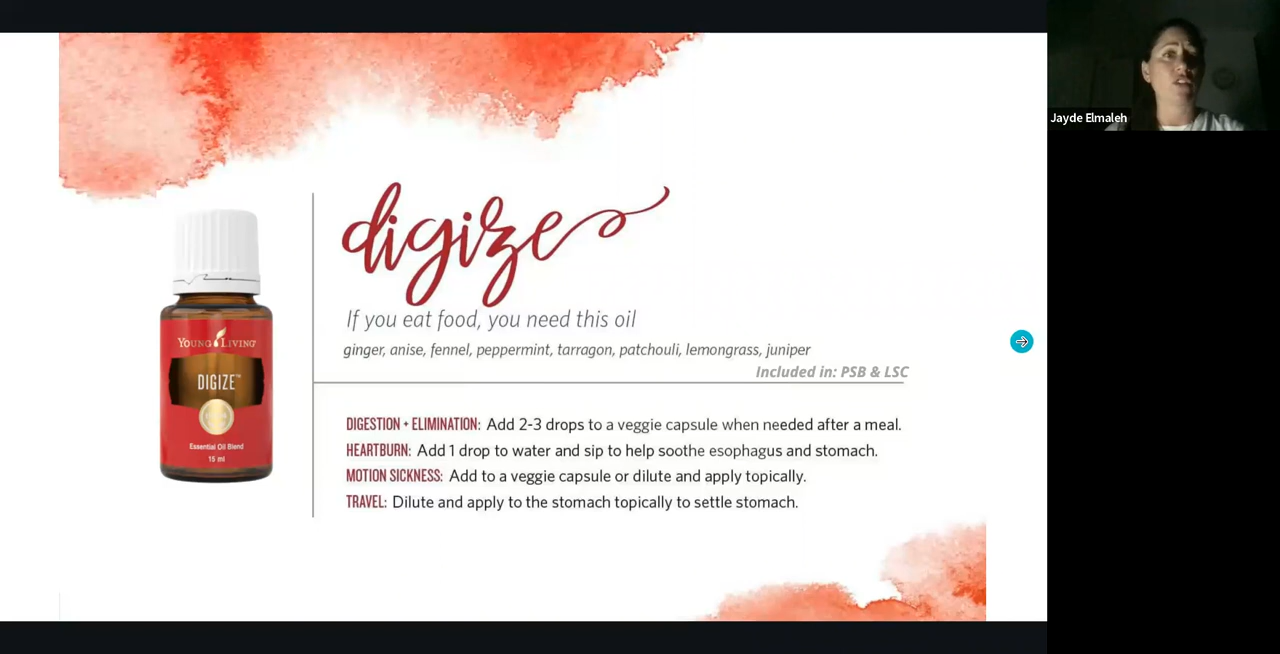 Jayde Elmaleh
digize
If you eat food, you need this oil
ginger, anise, fennel, peppermint, tarragon, patchouli, lemongrass, juniper
Included in: PSB & LSC
YOUNG LIVING
DIGIZE™
Essential Oil Blend
15 ml
DIGESTION + ELIMINATION: Add 2-3 drops to a veggie capsule when needed after a meal.
HEARTBURN: Add 1 drop to water and sip to help soothe esophagus and stomach.
MOTION SICKNESS: Add to a veggie capsule or dilute and apply topically.
TRAVEL: Dilute and apply to the stomach topically to settle stomach.